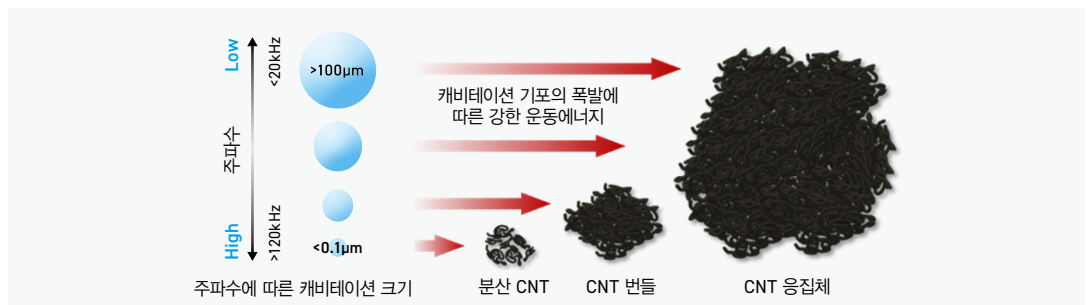 Low
<20kHz
주파수
High
>120kHz
>100µm
<0.1µm
캐비테이션 기포의 폭발에
따른 강한 운동에너지
주파수에 따른 캐비테이션 크기
분산 CNT
CNT 번들
CNT 응집체